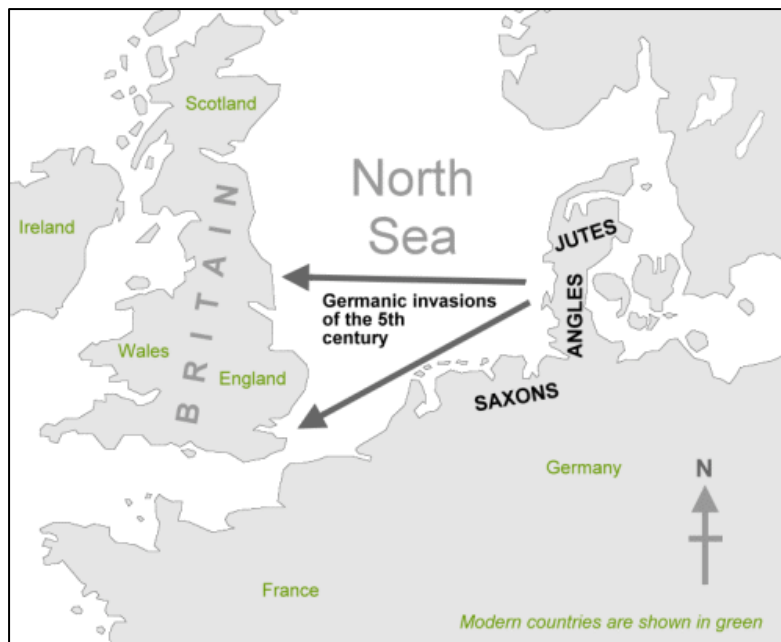 Scotland
North
Sea
Ireland
BRITAIN
JUTES
ANGLES
Germanic invasions
of the 5th
century
Wales
England
SAXONS
Germany
N
France
Modern countries are shown in green